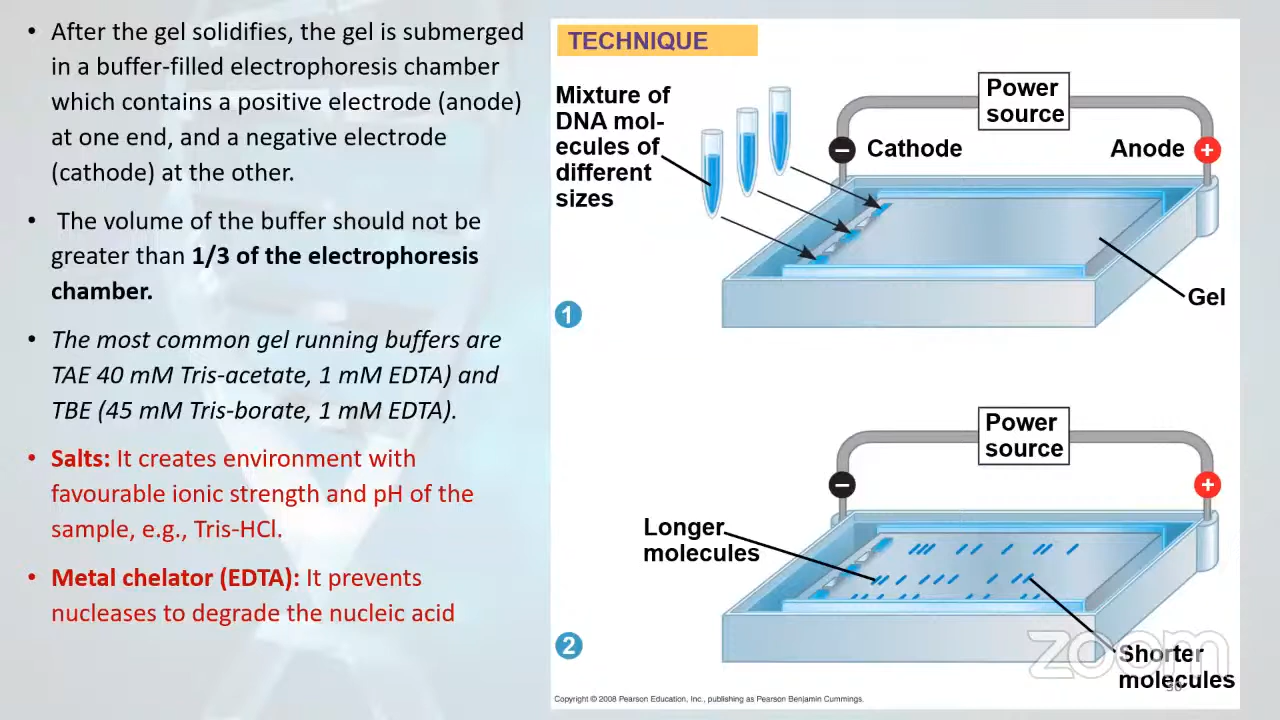 • After the gel solidifies, the gel is submerged
in a buffer-filled electrophoresis chamber
which contains a positive electrode (anode)
at one end, and a negative electrode
(cathode) at the other.
• The volume of the buffer should not be
greater than 1/3 of the electrophoresis
chamber.
• The most common gel running buffers are
TAE 40 mM Tris-acetate, 1 mM EDTA) and
TBE (45 mM Tris-borate, 1 mM EDTA).
• Salts: It creates environment with
favourable ionic strength and pH of the
sample, e.g., Tris-HCl.
• Metal chelator (EDTA): It prevents
nucleases to degrade the nucleic acid
TECHNIQUE
Mixture of
DNA mol-
ecules of
different
sizes
Power
source
− Cathode
Anode +
Gel
1
Power
source
− +
Longer
molecules
2
Shorter
molecules
zoom
Copyright © 2008 Pearson Education, Inc., publishing as Pearson Benjamin Cummings.